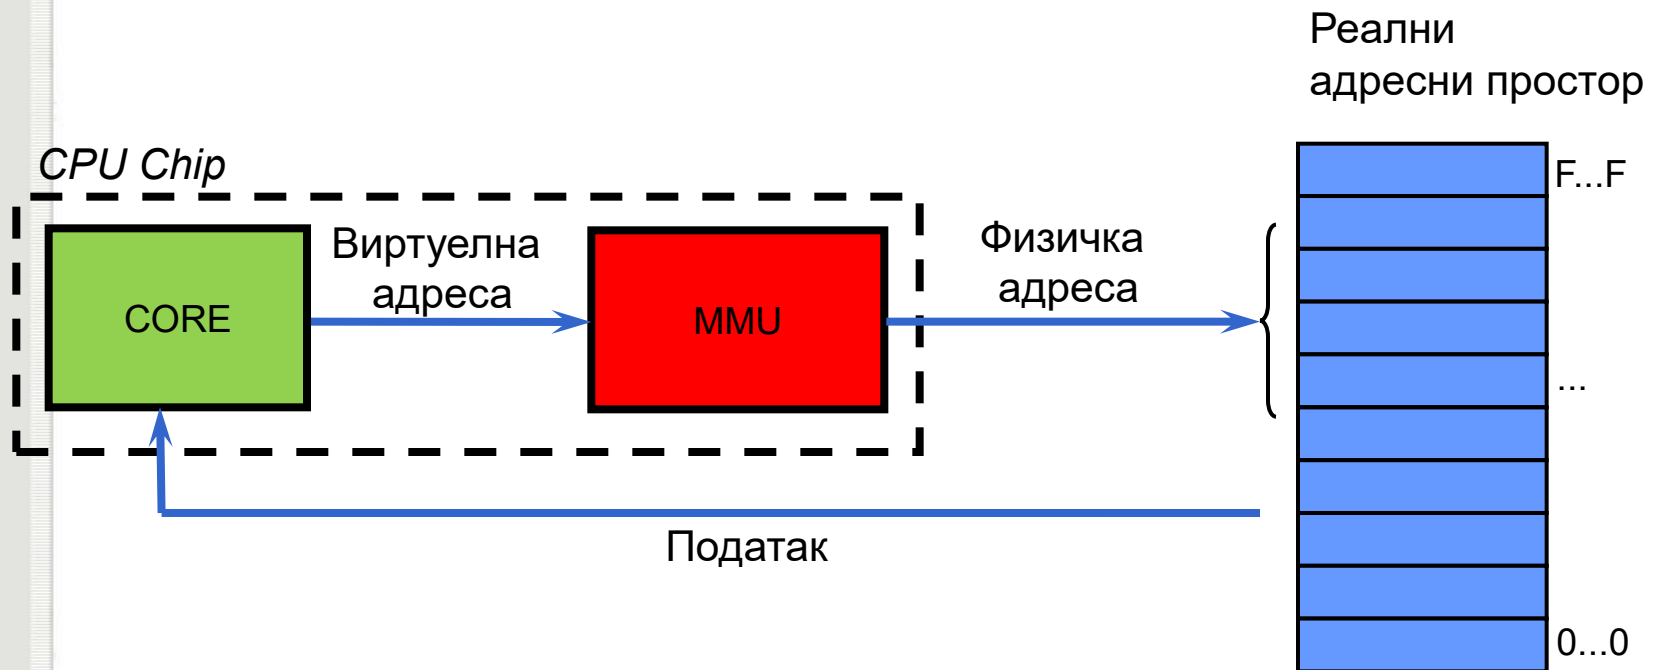 Реални
адресни простор
CPU Chip
F...F
Виртуелна
адреса
Физичка
адреса
CORE
MMU
...
Податак
0...0